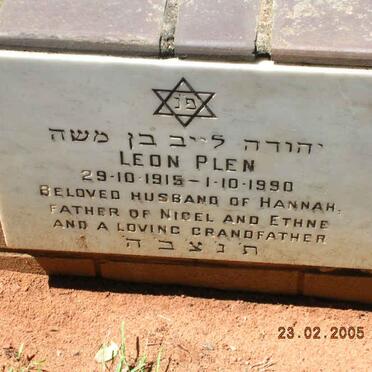 פנ
יהודה לייב בן משה
LEON PLEN
29-10-1915 - 1-10-1990
BELOVED HUSBAND OF HANNAH.
FATHER OF NIGEL AND ETHNE
AND A LOVING GRANDFATHER
ת נ צ ב ה
23.02.2005